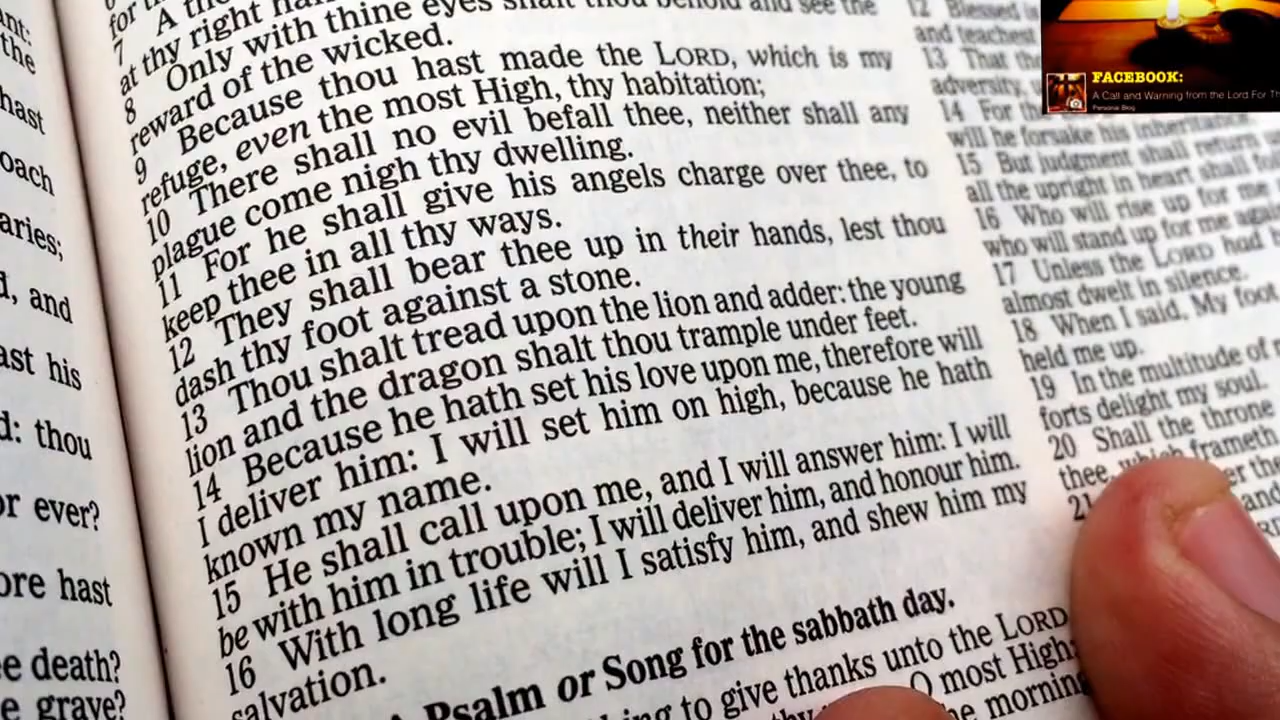 nt:
the
hast
oach
aries;
d, and
ast his
d: thou
or ever?
ore hast
e death?
e grave?
for
7 A
at thy right
8 Only with thine eyes shalt thou behold and see the
reward of the wicked.
9 Because thou hast made the LORD, which is my
refuge, even the most High, thy habitation;
10 There shall no evil befall thee, neither shall any
plague come nigh thy dwelling.
11 For he shall give his angels charge over thee, to
keep thee in all thy ways.
12 They shall bear thee up in their hands, lest thou
dash thy foot against a stone.
13 Thou shalt tread upon the lion and adder: the young
lion and the dragon shalt thou trample under feet.
14 Because he hath set his love upon me, therefore will
I deliver him: I will set him on high, because he hath
known my name.
15 He shall call upon me, and I will answer him: I will
be with him in trouble; I will deliver him, and honour him.
16 With long life will I satisfy him, and shew him my
salvation.
A Psalm or Song for the sabbath day.
to give thanks unto the LORD
O most High:
morning
12 Blessed is
and teachest
13 That
adversity,
14 For
will he forsake his inheritance.
15 But judgment shall return
all the upright in heart shall
16 Who will rise up for me
who will stand up for me
17 Unless the LORD had
almost dwelt in silence.
18 When I said, My foot
held me up.
19 In the multitude of
forts delight my soul.
20 Shall the throne
thee, which frameth
21
FACEBOOK:
A Call and Warning from the Lord For Th
Personal Blog